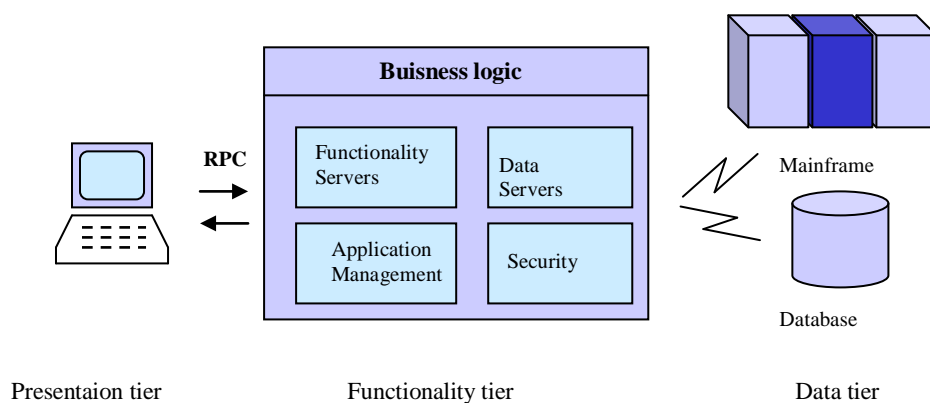 Buisness logic
RPC
Functionality
Servers
Data
Servers
Application
Management
Security
Mainframe
Database
Presentaion tier
Functionality tier
Data tier